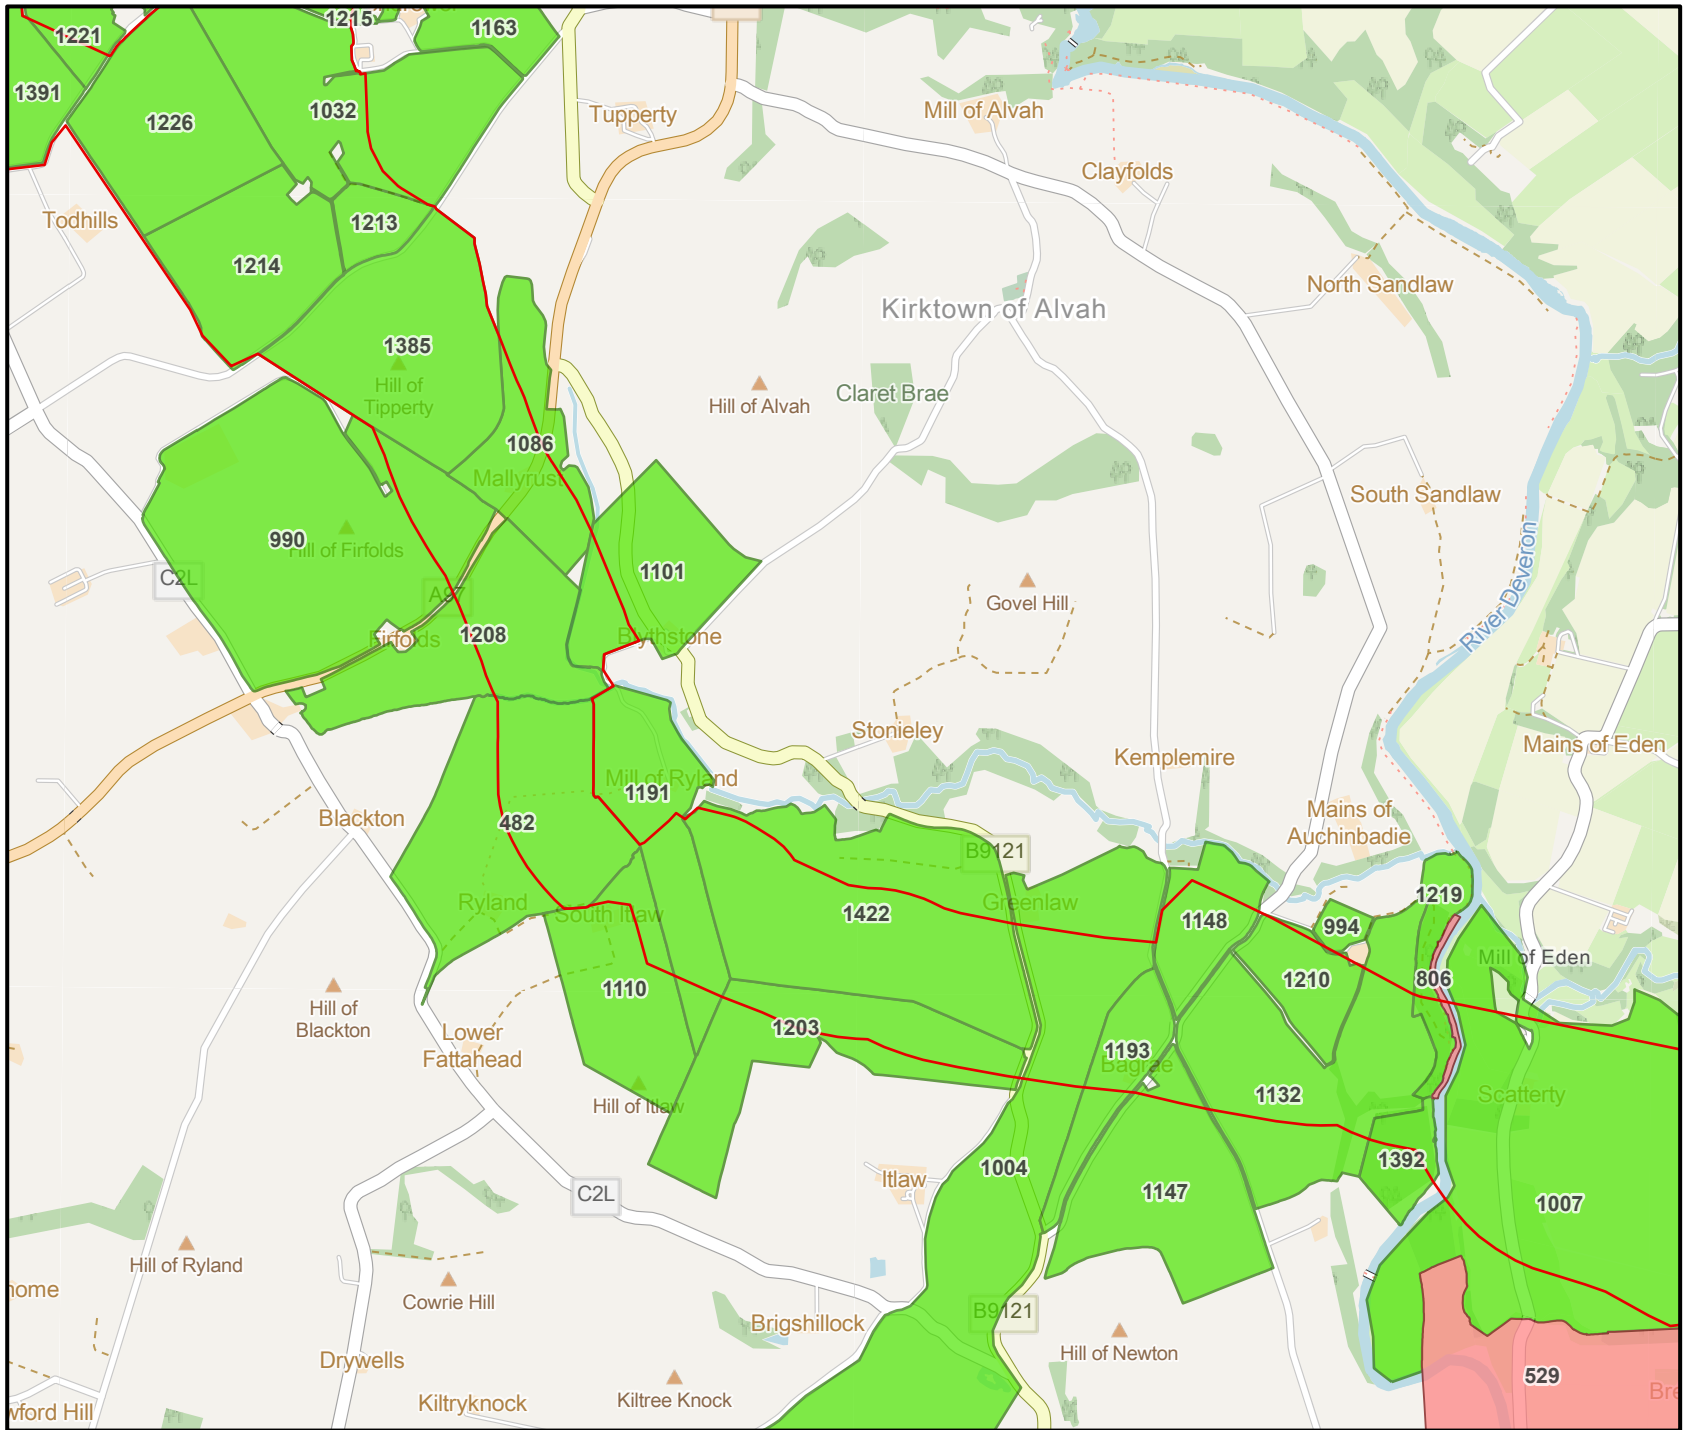 1215
1163
1221
1391
1226
1032
Tupperty
Mill of Alvah
Clayfolds
Todhills
1213
1214
North Sandlaw
Kirktown of Alvah
1385
Hill of
Tipperty
Hill of Alvah
Claret Brae
1086
Mallyrust
South Sandlaw
990
Hill of Firfolds
C2L
A97
1101
Govel Hill
River Deveron
Firfolds
1208
Blythstone
Stonieley
Kemplemire
Mains of Eden
Mill of Ryland
1191
Blackton
482
Mains of
Auchinbadie
B9121
Ryland
South Itlaw
1422
Greenlaw
1148
994
1219
Mill of Eden
1210
806
1110
Hill of
Blackton
1203
Lower
Fattahead
1193
Bagrae
1132
Scatterty
Hill of Itlaw
1004
1392
Itlaw
C2L
1147
1007
Hill of Ryland
home
Cowrie Hill
Brigshillock
B9121
Hill of Newton
Drywells
529
Kiltryknock
Kiltree Knock
wford Hill
Bre